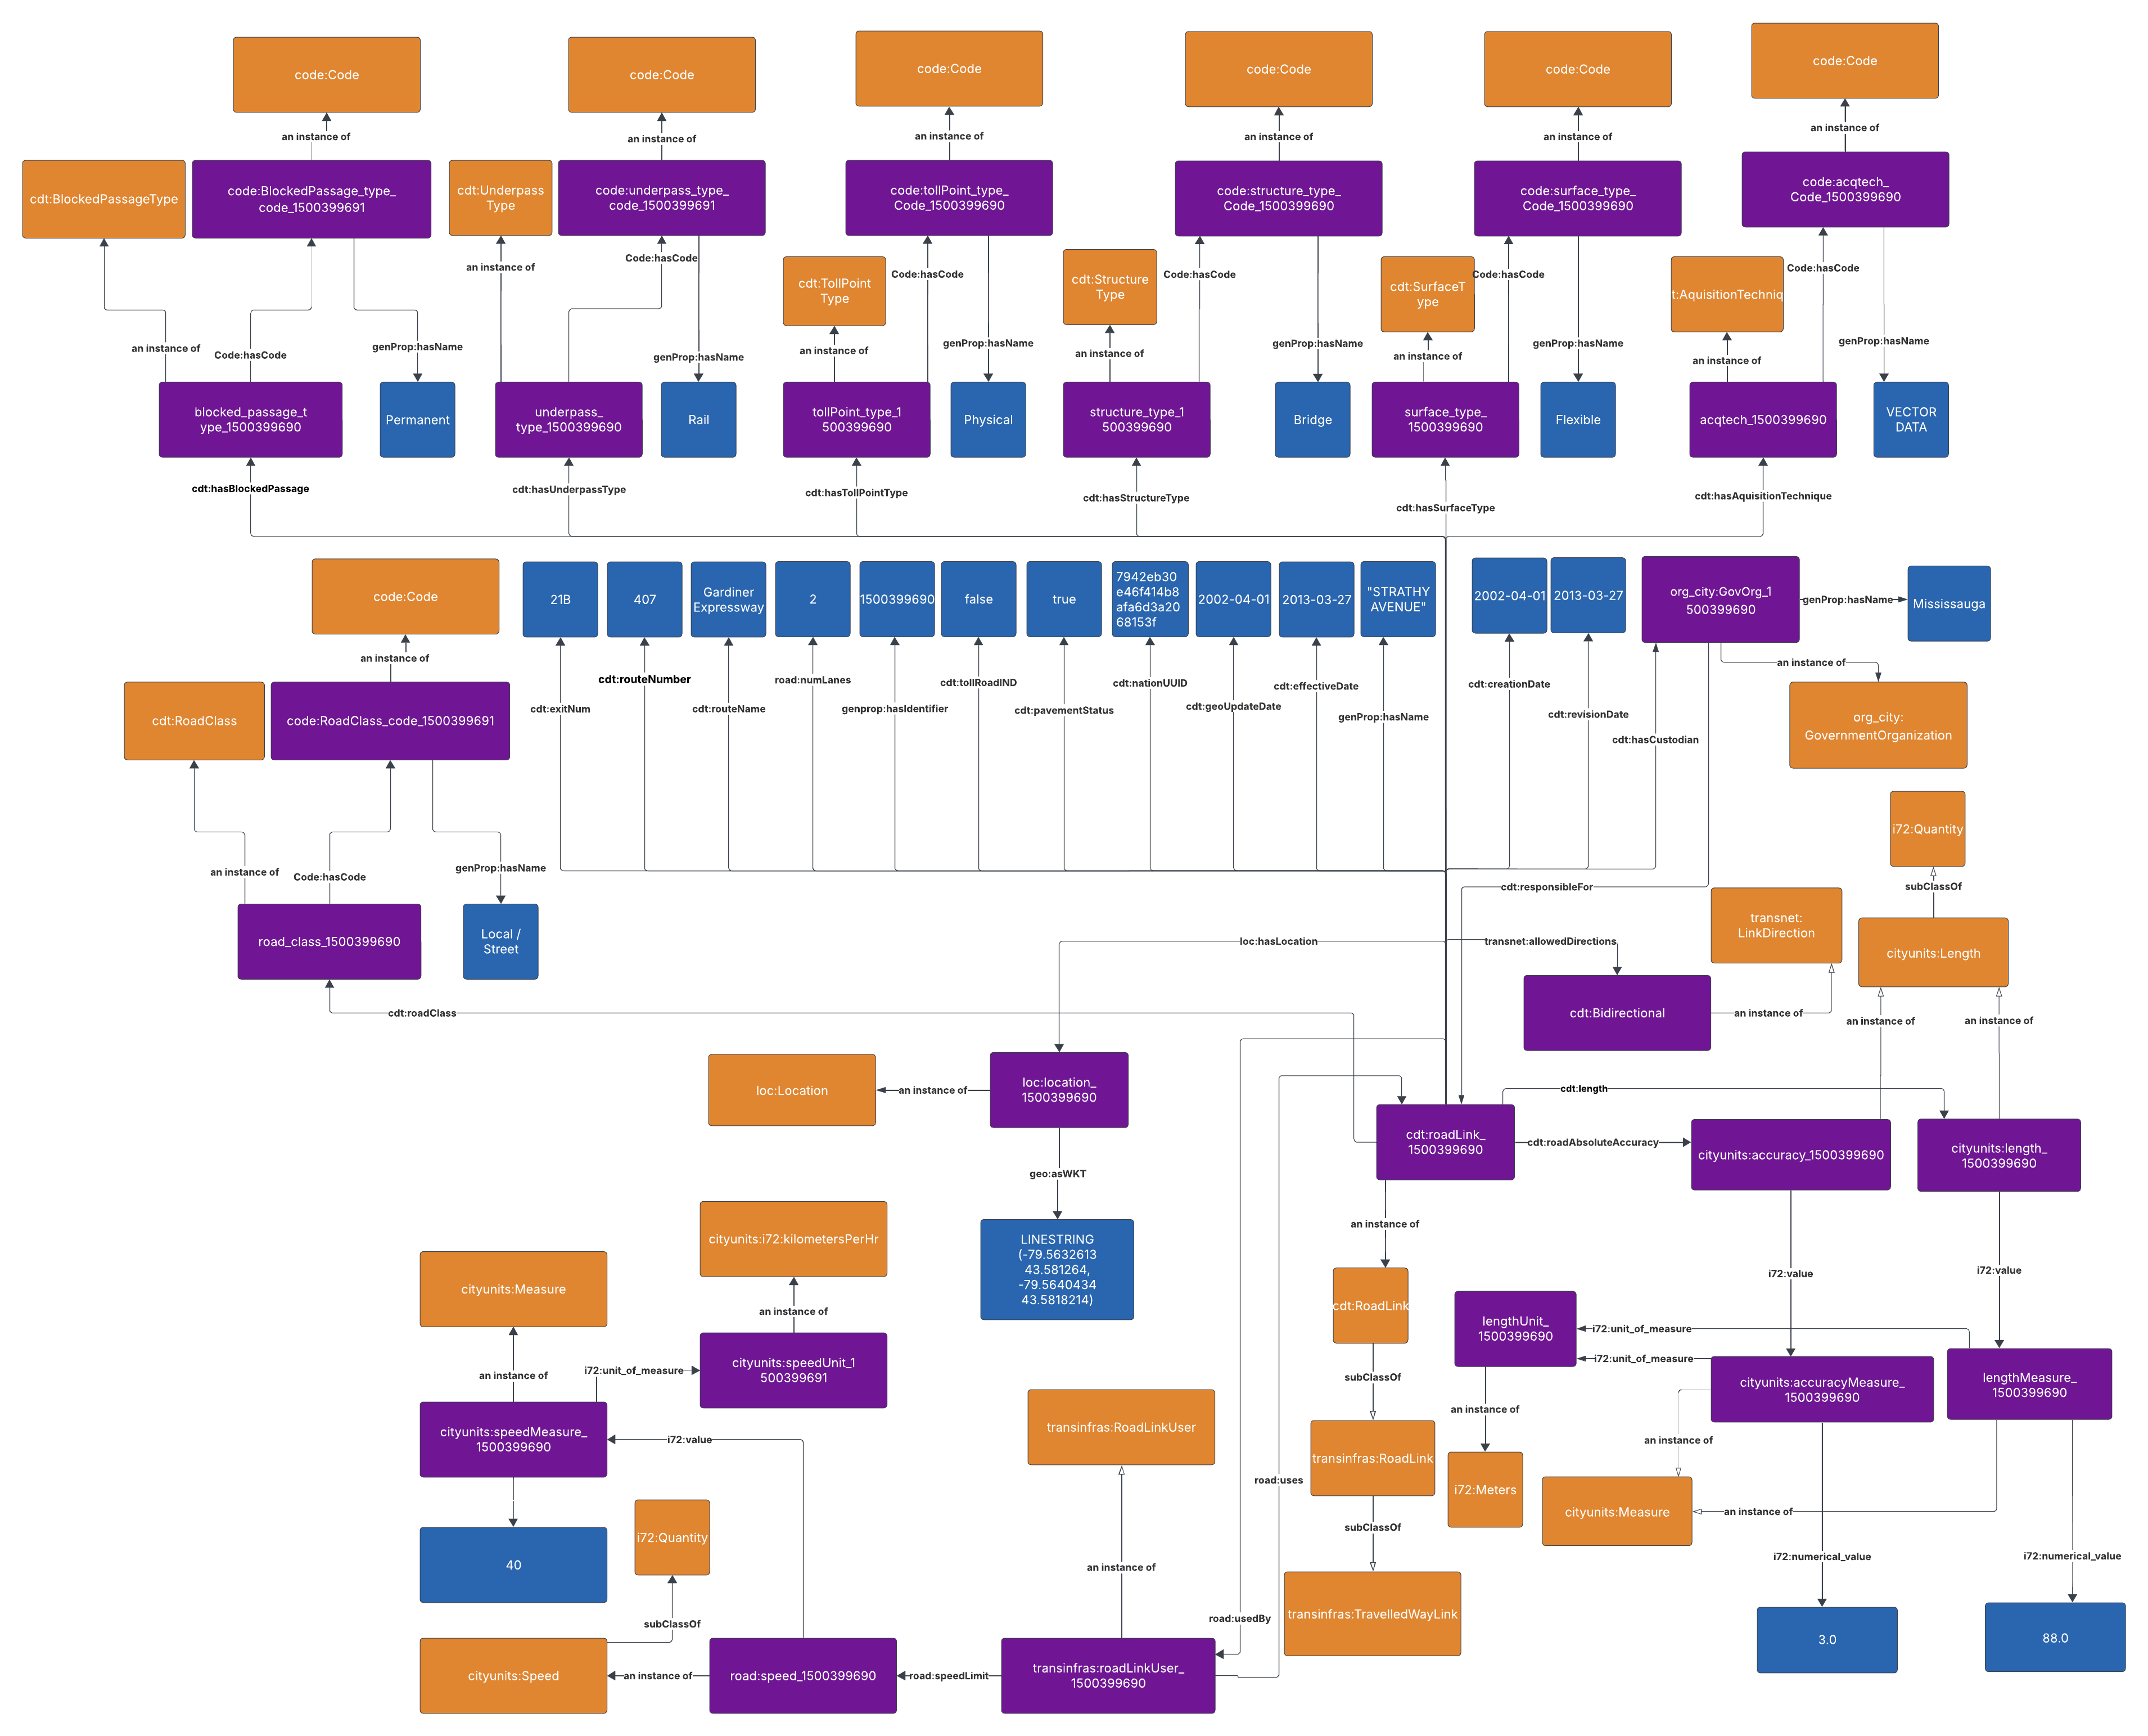 code:Code
code:Code
code:Code
code:Code
code:Code
code:Code
an instance of
an instance of
an instance of
an instance of
an instance of
an instance of
cdt:BlockedPassageType
code:BlockedPassage_type_
code_1500399691
cdt:Underpass
Type
code:underpass_type_
code_1500399691
code:tollPoint_type_
Code_1500399690
code:structure_type_
Code_1500399690
code:surface_type_
Code_1500399690
code:acqtech_
Code_1500399690
an instance of
Code:hasCode
genProp:hasName
an instance of
Code:hasCode
genProp:hasName
cdt:TollPoint
Type
an instance of
Code:hasCode
genProp:hasName
cdt:Structure
Type
an instance of
Code:hasCode
genProp:hasName
cdt:SurfaceT
ype
an instance of
Code:hasCode
genProp:hasName
t:AquisitionTechniq
an instance of
Code:hasCode
genProp:hasName
blocked_passage_t
ype_1500399690
Permanent
underpass_
type_1500399690
Rail
tollPoint_type_1
500399690
Physical
structure_type_1
500399690
Bridge
surface_type_
1500399690
Flexible
acqtech_1500399690
VECTOR
DATA
cdt:hasBlockedPassage
cdt:hasUnderpassType
cdt:hasTollPointType
cdt:hasStructureType
cdt:hasSurfaceType
cdt:hasAquisitionTechnique
code:Code
21B
407
Gardiner
Expressway
2
1500399690
false
true
7942eb30
e46f414b8
afa6d3a20
68153f
2002-04-01
2013-03-27
"STRATHY
AVENUE"
2002-04-01
2013-03-27
org_city:GovOrg_1
500399690
genProp:hasName
Mississauga
an instance of
cdt:exitNum
cdt:routeNumber
cdt:routeName
road:numLanes
genprop:hasIdentifier
cdt:tollRoadIND
cdt:pavementStatus
cdt:nationUUID
cdt:geoUpdateDate
cdt:effectiveDate
genProp:hasName
cdt:creationDate
cdt:revisionDate
cdt:hasCustodian
an instance of
org_city:
GovernmentOrganization
cdt:RoadClass
code:RoadClass_code_1500399691
an instance of
Code:hasCode
genProp:hasName
road_class_1500399690
Local /
Street
i72:Quantity
subClassOf
cdt:responsibleFor
transnet:
LinkDirection
cityunits:Length
loc:hasLocation
transnet:allowedDirections
cdt:roadClass
cdt:Bidirectional
an instance of
an instance of
an instance of
loc:Location
an instance of
loc:location_
1500399690
cdt:length
cdt:roadLink_
1500399690
cdt:roadAbsoluteAccuracy
cityunits:accuracy_1500399690
cityunits:length_
1500399690
geo:asWKT
an instance of
cityunits:i72:kilometersPerHr
LINESTRING
(-79.5632613
43.581264,
-79.5640434
43.5818214)
i72:value
i72:value
cityunits:Measure
an instance of
cdt:RoadLink
lengthUnit_
1500399690
i72:unit_of_measure
i72:unit_of_measure
an instance of
i72:unit_of_measure
cityunits:speedUnit_1
500399691
subClassOf
cityunits:accuracyMeasure_
1500399690
lengthMeasure_
1500399690
cityunits:speedMeasure_
1500399690
i72:value
transinfras:RoadLinkUser
an instance of
an instance of
transinfras:RoadLink
road:uses
i72:Meters
cityunits:Measure
an instance of
i72:Quantity
40
subClassOf
an instance of
i72:numerical_value
i72:numerical_value
subClassOf
road:usedBy
transinfras:TravelledWayLink
3.0
88.0
cityunits:Speed
an instance of
road:speed_1500399690
road:speedLimit
transinfras:roadLinkUser_
1500399690